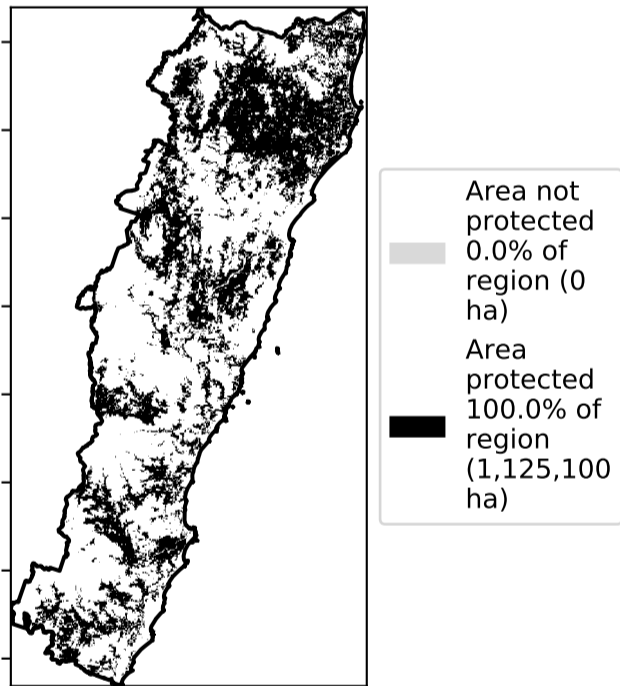 Area not
protected
0.0% of
region (0
ha)
Area
protected
100.0% of
region
(1,125,100
ha)